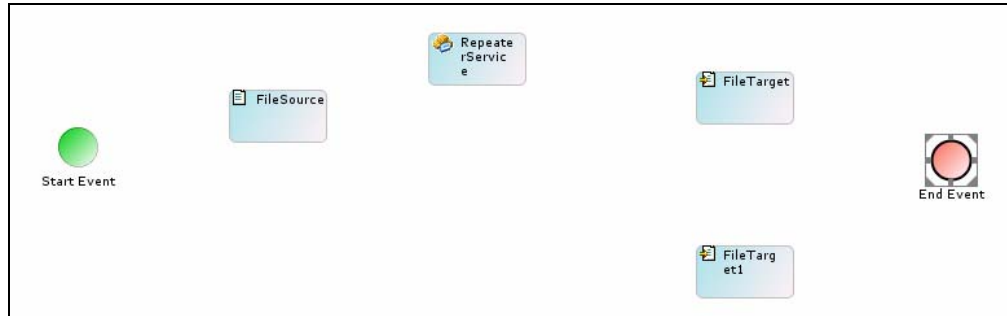 Repeate
rServic
e
FileTarget
FileSource
Start Event
End Event
FileTarg
et1